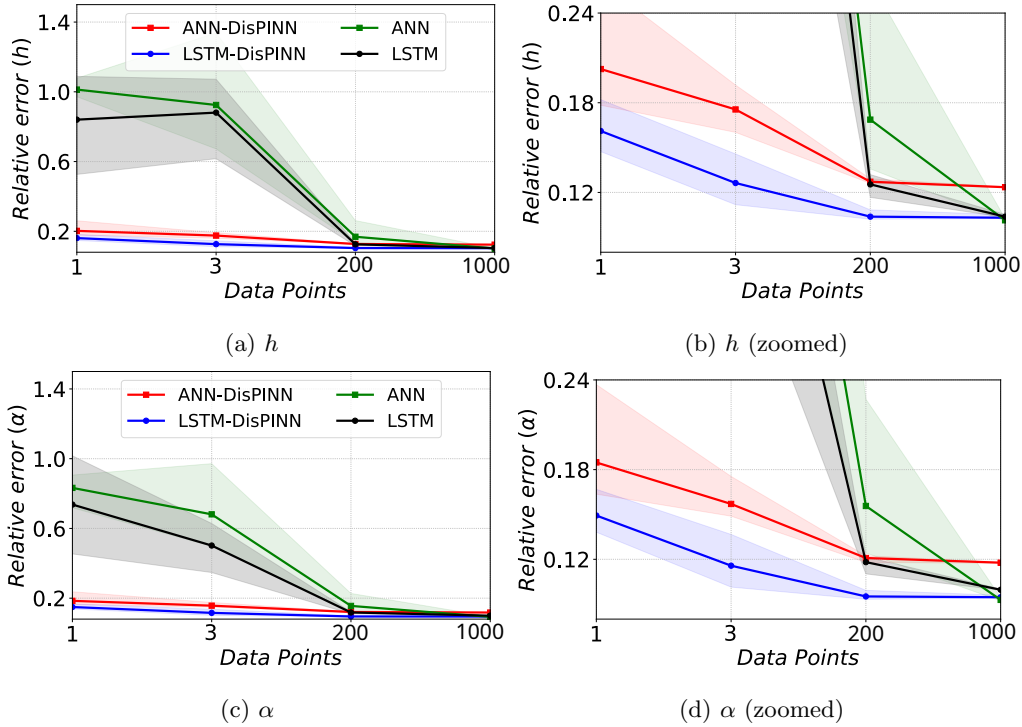 1.4
1.0
0.6
0.2
Relative error (h)
ANN-DisPINN
LSTM-DisPINN
ANN
LSTM
1 3 200 1000
Data Points
(a) h
0.24
0.18
0.12
Relative error (h)
1 3 200 1000
Data Points
(b) h (zoomed)
1.4
1.0
0.6
0.2
Relative error (α)
ANN-DisPINN
LSTM-DisPINN
ANN
LSTM
1 3 200 1000
Data Points
(c) α
0.24
0.18
0.12
Relative error (α)
1 3 200 1000
Data Points
(d) α (zoomed)